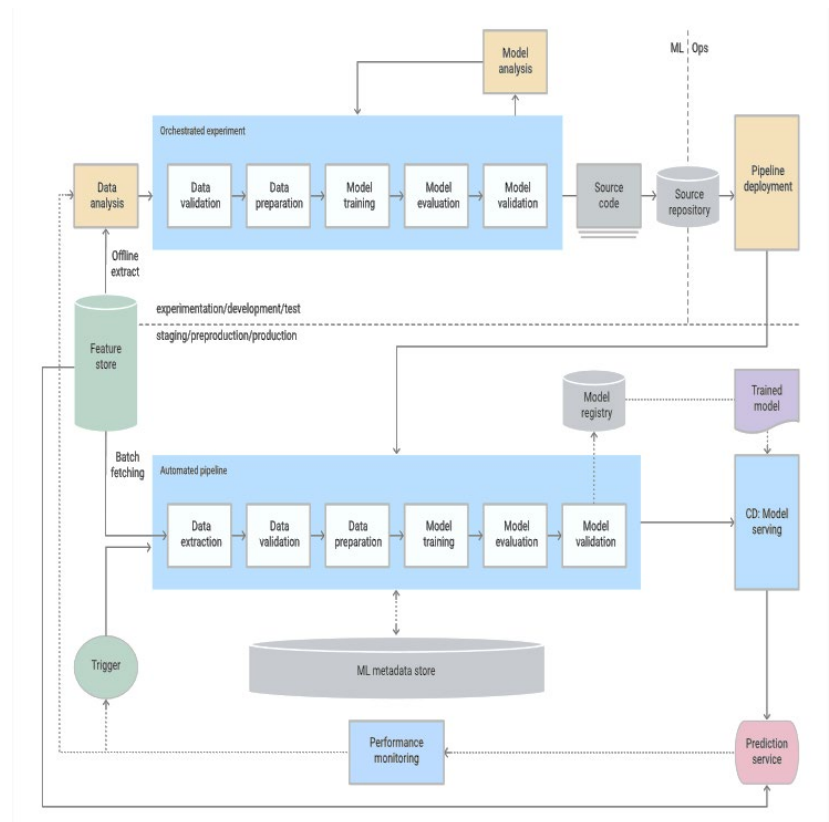 Model
analysis
ML
Ops
Orchestrated experiment
Data
analysis
Data
validation
Data
preparation
Model
training
Model
evaluation
Model
validation
Source
code
Source
repository
Pipeline
deployment
Offline
extract
experimentation/development/test
staging/preproduction/production
Feature
store
Model
registry
Trained
model
Batch
fetching
Automated pipeline
Data
extraction
Data
validation
Data
preparation
Model
training
Model
evaluation
Model
validation
CD: Model
serving
Trigger
ML metadata store
Performance
monitoring
Prediction
service